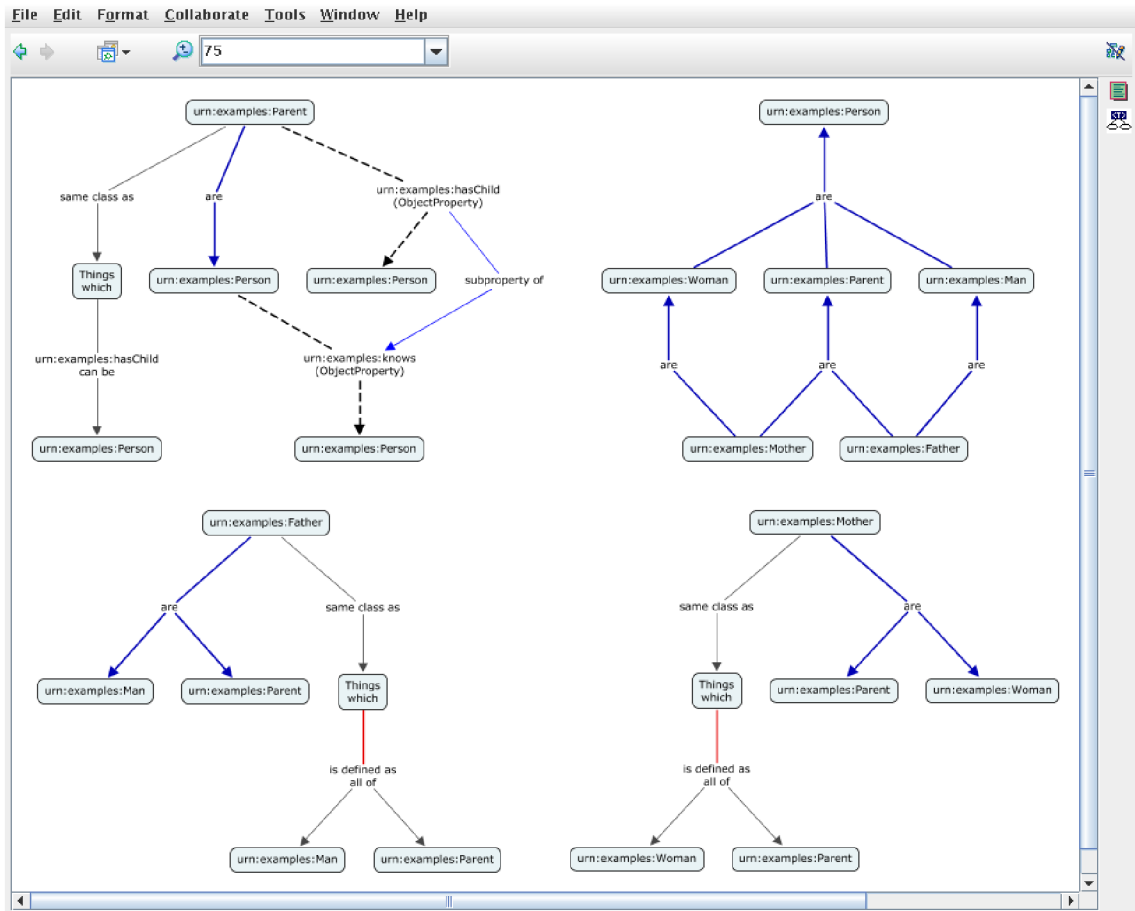 File Edit Format Collaborate Tools Window Help
75
urn:examples:Parent
same class as
are
urn:examples:hasChild
(ObjectProperty)
Things
which
urn:examples:Person
urn:examples:Person
subproperty of
urn:examples:hasChild
can be
urn:examples:knows
(ObjectProperty)
urn:examples:Person
urn:examples:Person
urn:examples:Person
are
urn:examples:Woman
urn:examples:Parent
urn:examples:Man
are
are
are
urn:examples:Mother
urn:examples:Father
urn:examples:Father
are
same class as
urn:examples:Man
urn:examples:Parent
Things
which
is defined as
all of
urn:examples:Man
urn:examples:Parent
urn:examples:Mother
same class as
are
Things
which
urn:examples:Parent
urn:examples:Woman
is defined as
all of
urn:examples:Woman
urn:examples:Parent